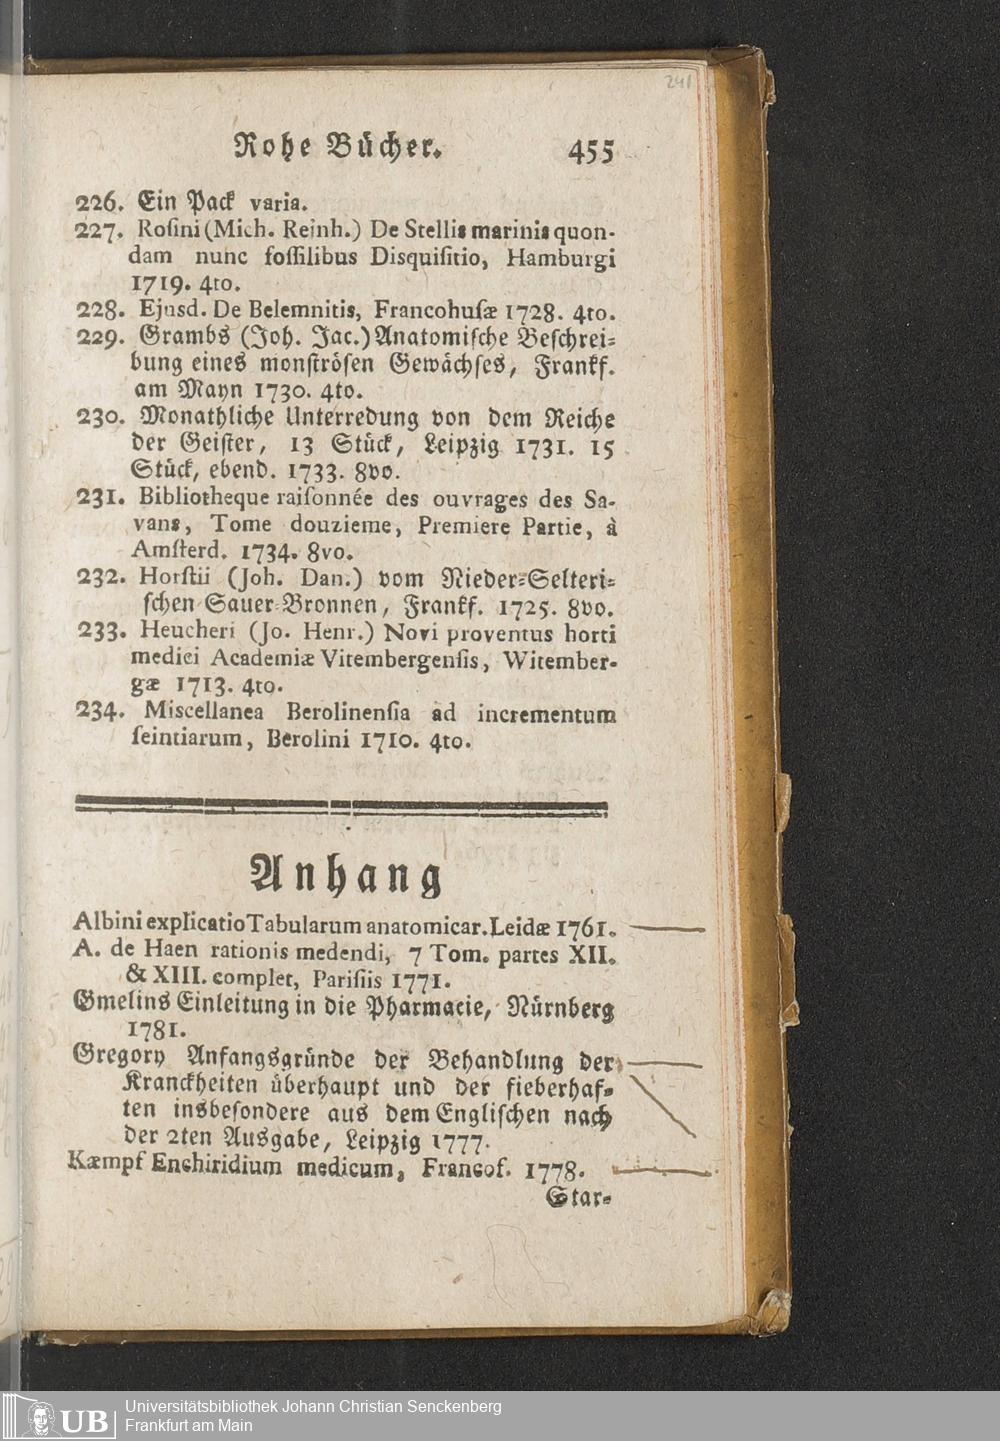 241
Rohe Bücher. 455
226. Ein Pack varia.
227. Roſini (Mich. Reinh.) De Stellis marinis quon-
dam nunc foſſilibus Disquiſitio, Hamburgi
1719. 4to.
228. Ejusd. De Belemnitis, Francohuſæ 1728. 4to.
229. Grambs (Joh. Jac.) Anatomiſche Beſchrei-
bung eines monſtröſen Gewächſes, Frankf.
am Mayn 1730. 4to.
230. Monathliche Unterredung von dem Reiche
der Geiſter, 13 Stück, Leipzig 1731. 15
Stück, ebend. 1733. 8vo.
231. Bibliotheque raiſonnée des ouvrages des Sa-
vans, Tome douzieme, Premiere Partie, à
Amſterd. 1734. 8vo.
232. Horſtii (Joh. Dan.) vom Nieder-Selteri-
ſchen Sauer-Bronnen, Frankf. 1725. 8vo.
233. Heucheri (Jo. Henr.) Novi proventus horti
medici Academiæ Vitembergenſis, Witember-
gæ 1713. 4to.
234. Miscellanea Berolinenſia ad incrementum
ſeintiarum, Berolini 1710. 4to.
Anhang
Albini explicatio Tabularum anatomicar. Leidæ 1761.
A. de Haen rationis medendi, 7 Tom. partes XII.
& XIII. complet, Pariſiis 1771.
Gmelins Einleitung in die Pharmacie, Nürnberg
1781.
Gregory Anfangsgründe der Behandlung der
Kranckheiten überhaupt und der fieberhaf-
ten insbeſondere aus dem Engliſchen nach
der 2ten Ausgabe, Leipzig 1777.
Kæmpf Enchiridium medicum, Francof. 1778.
Star-
UB
Universitätsbibliothek Johann Christian Senckenberg
Frankfurt am Main